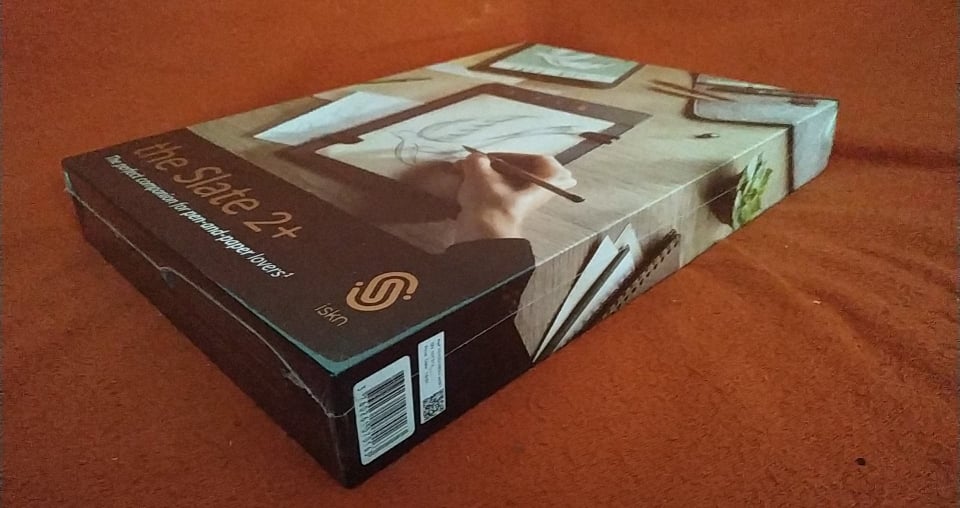 the Slate 2+
The perfect companion for pen-and-paper lovers!
iskn